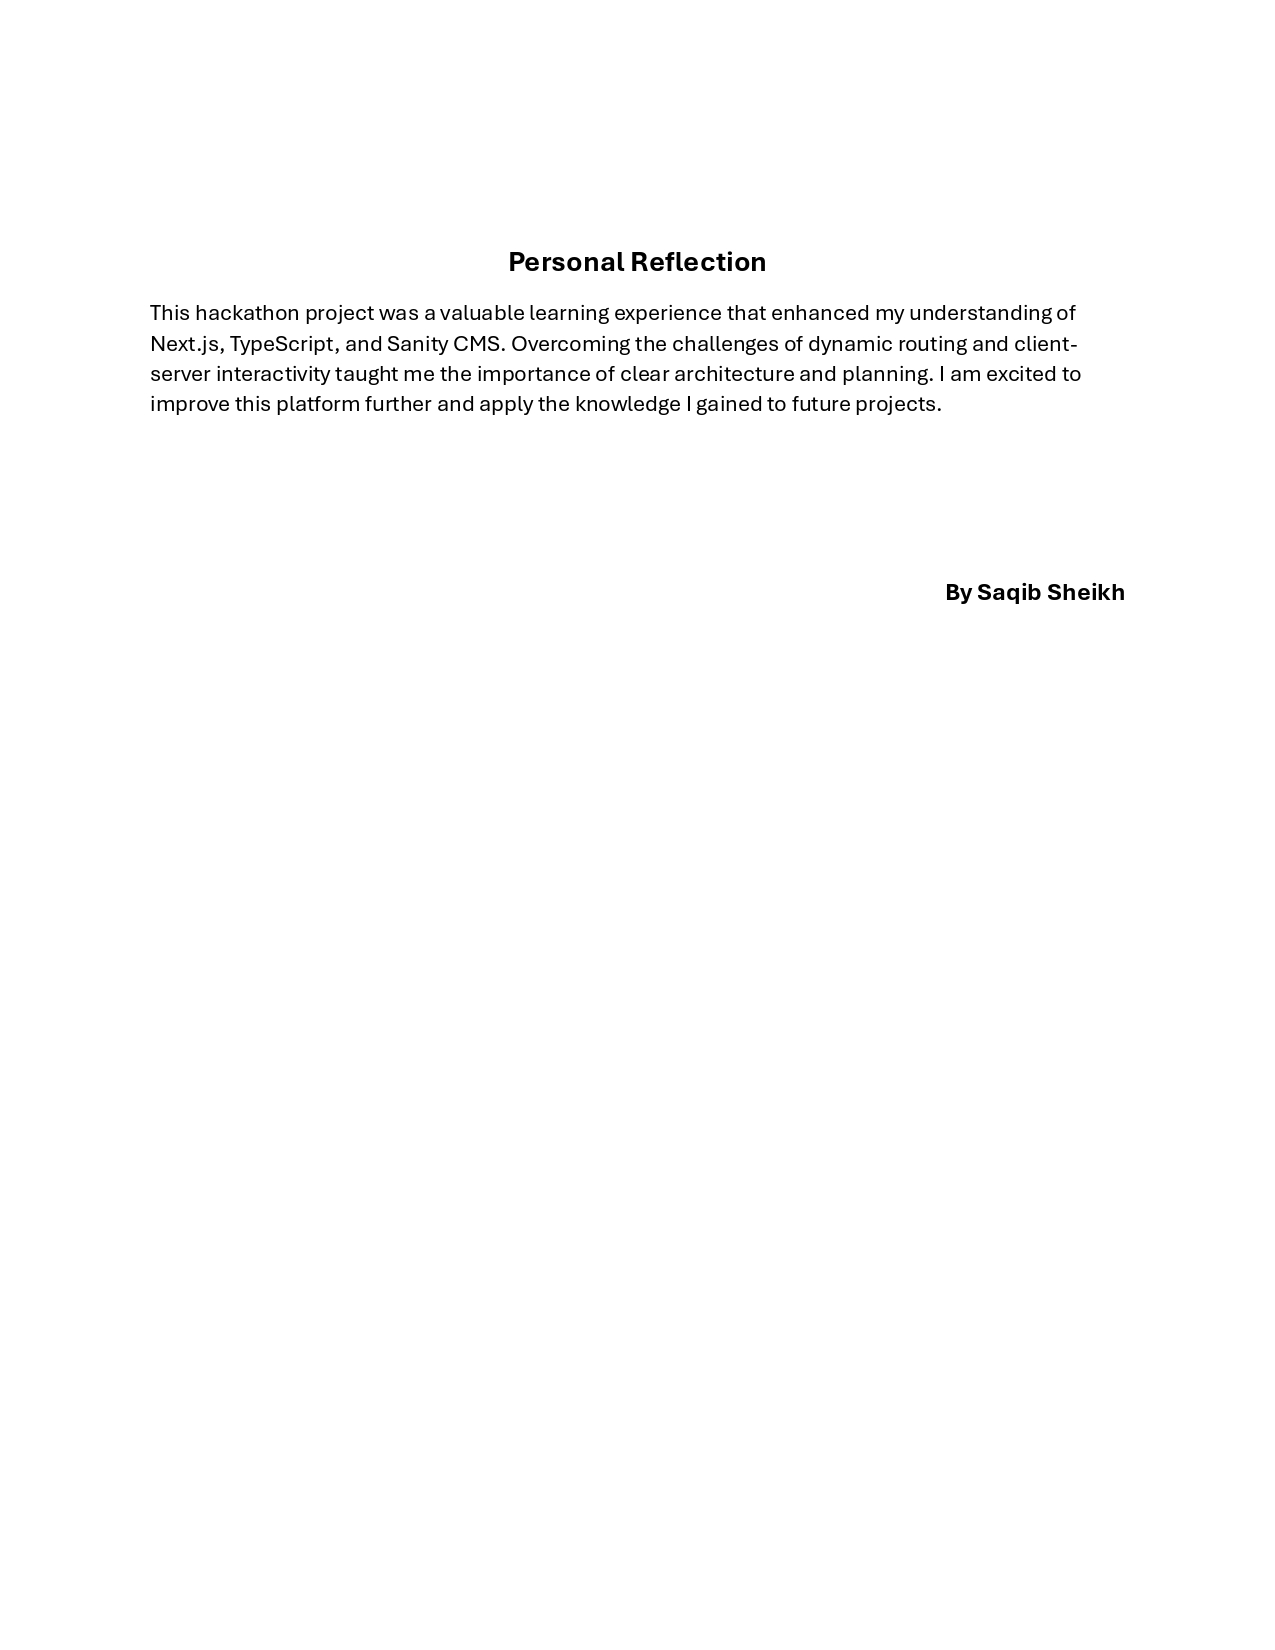 Personal Reflection
This hackathon project was a valuable learning experience that enhanced my understanding of
Next.js, TypeScript, and Sanity CMS. Overcoming the challenges of dynamic routing and client-
server interactivity taught me the importance of clear architecture and planning. I am excited to
improve this platform further and apply the knowledge I gained to future projects.
By Saqib Sheikh